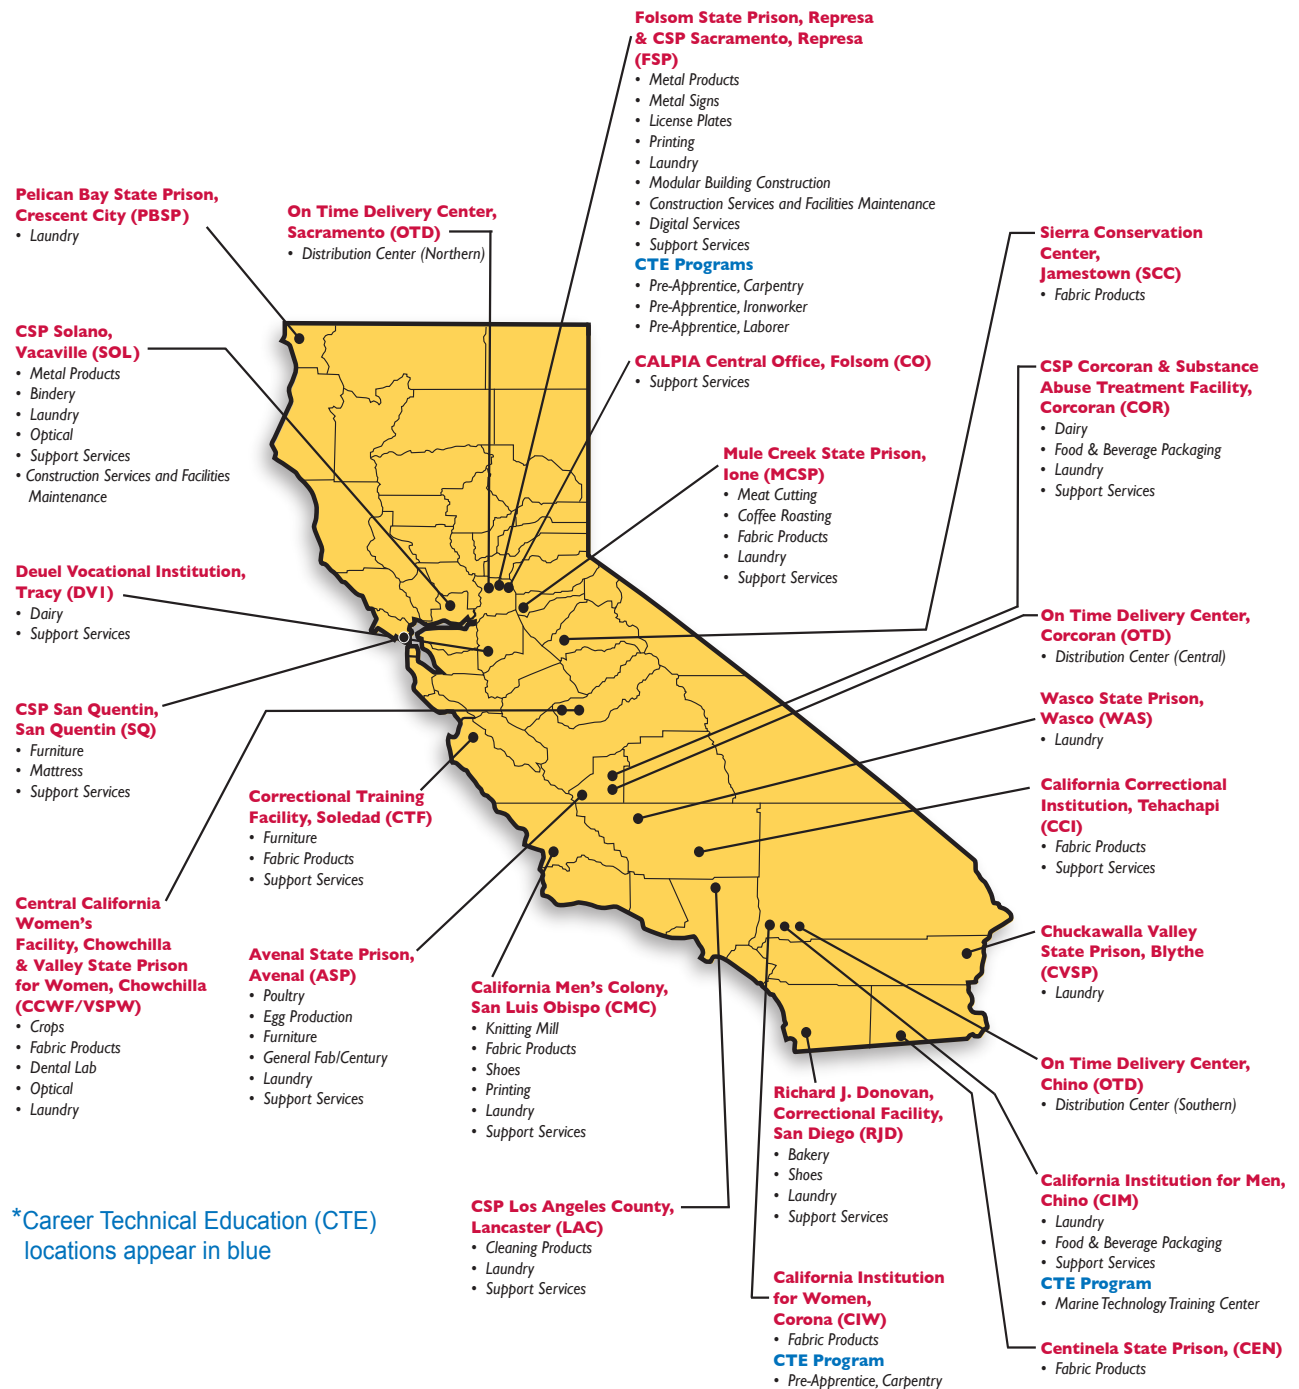 Folsom State Prison, Represa
& CSP Sacramento, Represa
(FSP)
• Metal Products
• Metal Signs
• License Plates
• Printing
• Laundry
• Modular Building Construction
• Construction Services and Facilities Maintenance
• Digital Services
• Support Services
CTE Programs
• Pre-Apprentice, Carpentry
• Pre-Apprentice, Ironworker
• Pre-Apprentice, Laborer
Pelican Bay State Prison,
Crescent City (PBSP)
• Laundry
On Time Delivery Center,
Sacramento (OTD)
• Distribution Center (Northern)
Sierra Conservation
Center,
Jamestown (SCC)
• Fabric Products
CSP Solano,
Vacaville (SOL)
• Metal Products
• Bindery
• Laundry
• Optical
• Support Services
• Construction Services and Facilities
Maintenance
CALPIA Central Office, Folsom (CO)
• Support Services
CSP Corcoran & Substance
Abuse Treatment Facility,
Corcoran (COR)
• Dairy
• Food & Beverage Packaging
• Laundry
• Support Services
Mule Creek State Prison,
Ione (MCSP)
• Meat Cutting
• Coffee Roasting
• Fabric Products
• Laundry
• Support Services
Deuel Vocational Institution,
Tracy (DV1)
• Dairy
• Support Services
On Time Delivery Center,
Corcoran (OTD)
• Distribution Center (Central)
CSP San Quentin,
San Quentin (SQ)
• Furniture
• Mattress
• Support Services
Wasco State Prison,
Wasco (WAS)
• Laundry
Correctional Training
Facility, Soledad (CTF)
• Furniture
• Fabric Products
• Support Services
California Correctional
Institution, Tehachapi
(CCI)
• Fabric Products
• Support Services
Central California
Women's
Facility, Chowchilla
& Valley State Prison
for Women, Chowchilla
(CCWF/VSPW)
• Crops
• Fabric Products
• Dental Lab
• Optical
• Laundry
Avenal State Prison,
Avenal (ASP)
• Poultry
• Egg Production
• Furniture
• General Fab/Century
• Laundry
• Support Services
California Men's Colony,
San Luis Obispo (CMC)
• Knitting Mill
• Fabric Products
• Shoes
• Printing
• Laundry
• Support Services
Chuckawalla Valley
State Prison, Blythe
(CVSP)
• Laundry
On Time Delivery Center,
Chino (OTD)
• Distribution Center (Southern)
Richard J. Donovan,
Correctional Facility,
San Diego (RJD)
• Bakery
• Shoes
• Laundry
• Support Services
California Institution for Men,
Chino (CIM)
• Laundry
• Food & Beverage Packaging
• Support Services
CTE Program
• Marine Technology Training Center
CSP Los Angeles County,
Lancaster (LAC)
• Cleaning Products
• Laundry
• Support Services
California Institution
for Women,
Corona (CIW)
• Fabric Products
CTE Program
• Pre-Apprentice, Carpentry
Centinela State Prison, (CEN)
• Fabric Products
*Career Technical Education (CTE)
locations appear in blue